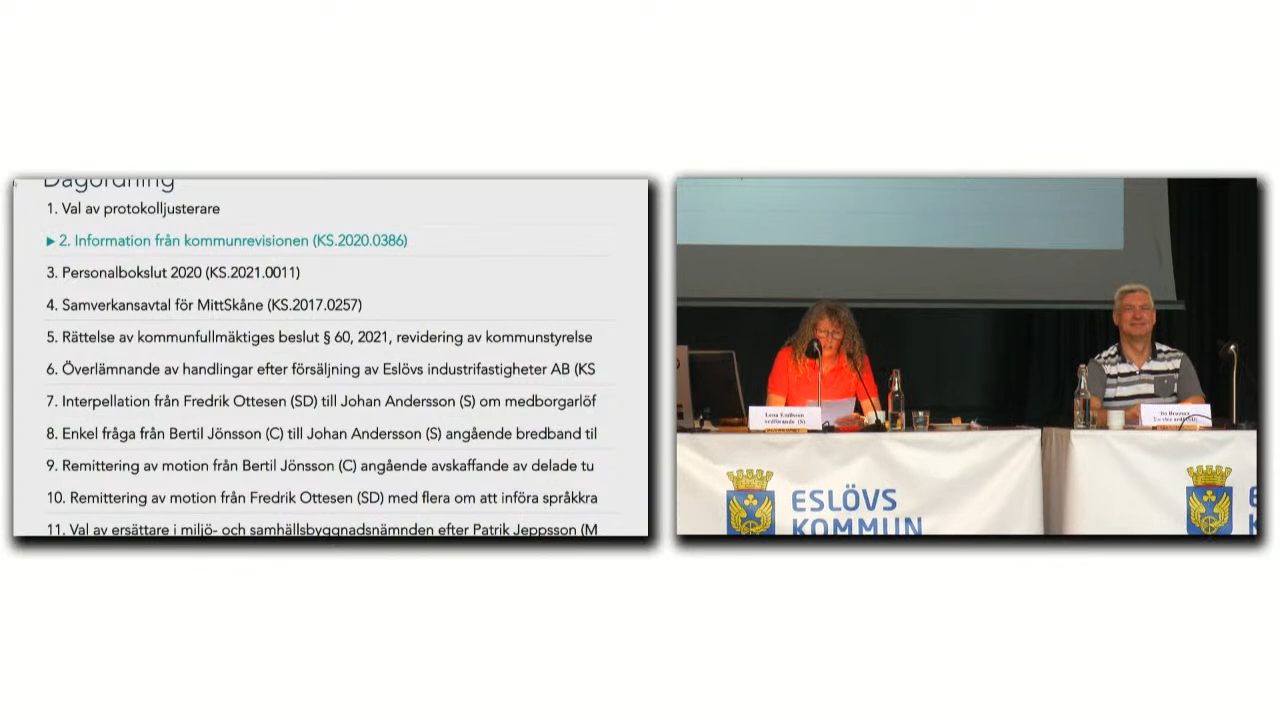 Dagordning
1. Val av protokolljusterare
▶ 2. Information från kommunrevisionen (KS.2020.0386)
3. Personalbokslut 2020 (KS.2021.0011)
4. Samverkansavtal för MittSkåne (KS.2017.0257)
5. Rättelse av kommunfullmäktiges beslut § 60, 2021, revidering av kommunstyrelse
6. Överlämnande av handlingar efter försäljning av Eslövs industrifastigheter AB (KS
7. Interpellation från Fredrik Ottesen (SD) till Johan Andersson (S) om medborgarlöf
8. Enkel fråga från Bertil Jönsson (C) till Johan Andersson (S) angående bredband til
9. Remittering av motion från Bertil Jönsson (C) angående avskaffande av delade tu
10. Remittering av motion från Fredrik Ottesen (SD) med flera om att införa språkkra
11. Val av ersättare i miljö- och samhällsbyggnadsnämnden efter Patrik Jeppsson (M
Lena
ordförande (S)
ESLÖVS
KOMMUN